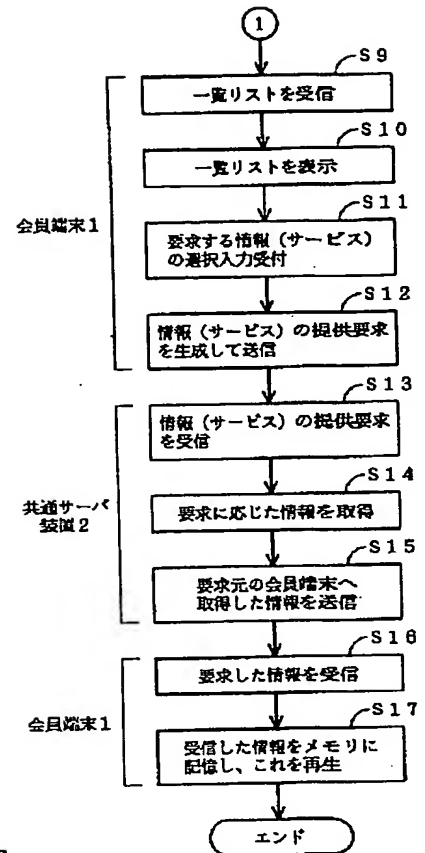 1
S9
一覧リストを受信
S10
一覧リストを表示
S11
要求する情報（サービス）
の選択入力受付
S12
情報（サービス）の提供要求
を生成して送信
会員端末1
S13
情報（サービス）の提供要求
を受信
S14
要求に応じた情報を取得
S15
要求元の会員端末へ
取得した情報を送信
共通サーバ
装置2
S16
要求した情報を受信
S17
受信した情報をメモリに
記憶し、これを再生
会員端末1
エンド